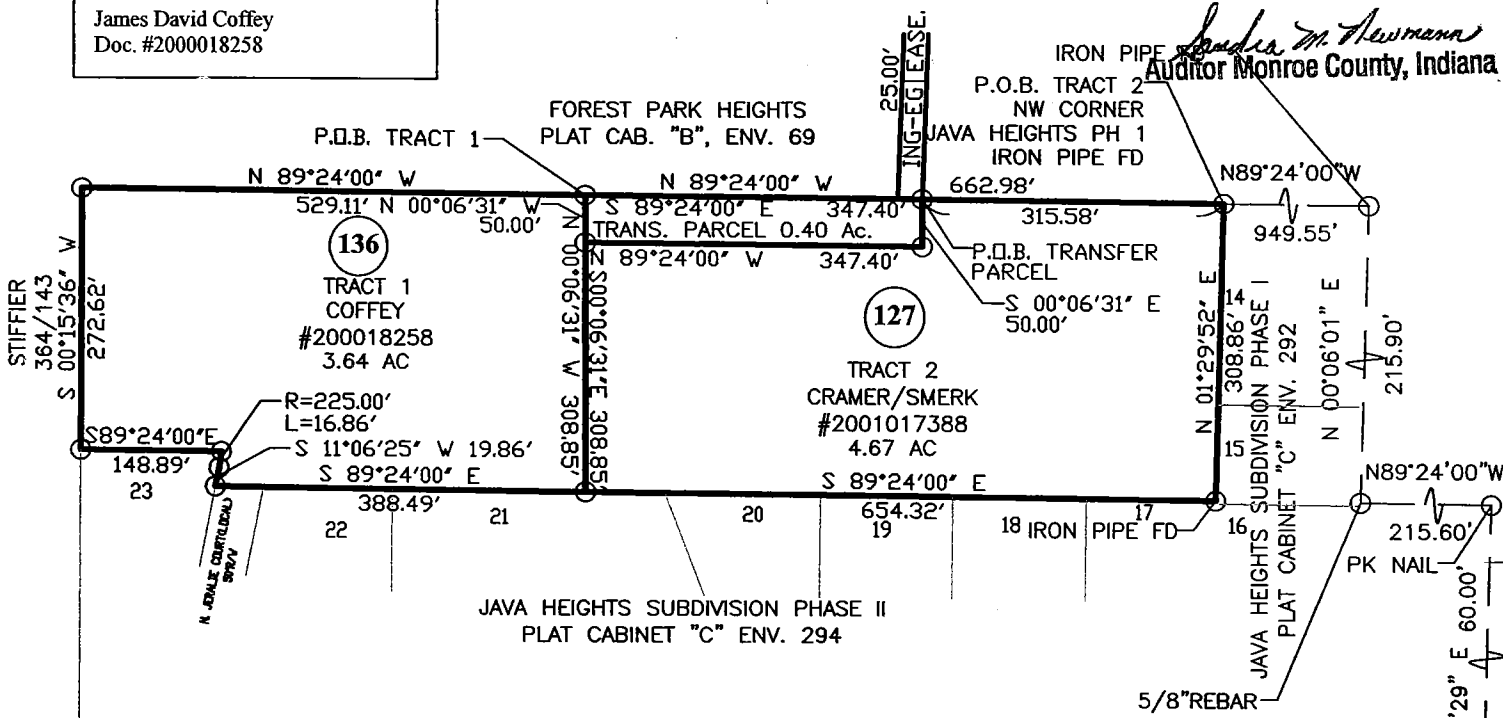 James David Coffey
Doc. #2000018258
Sandra M. Newmann
Auditor Monroe County, Indiana
IRON PIPE
P.O.B. TRACT 2
NW CORNER
JAVA HEIGHTS PH 1
IRON PIPE FD
25.00'
ING-EG EASE.
FOREST PARK HEIGHTS
PLAT CAB. "B", ENV. 69
P.O.B. TRACT 1
N 89°24'00" W
529.11'
N 00°06'31" W
50.00'
N 89°24'00" W
662.98'
S 89°24'00" E
347.40'
315.58'
TRANS. PARCEL 0.40 Ac.
N 89°24'00" W
347.40'
P.O.B. TRANSFER
PARCEL
S 00°06'31" E
50.00'
N89°24'00"W
949.55'
STIFFIER
364/143
S 00°15'36" W
272.62'
136
TRACT 1
COFFEY
#200018258
3.64 AC
N 00°06'31" W 308.85'
S00°06'31"E 308.85'
127
TRACT 2
CRAMER/SMERK
#2001017388
4.67 AC
N 01°29'52" E
308.86'
14
15
16
JAVA HEIGHTS SUBDIVISION PHASE I
PLAT CABINET "C" ENV. 292
N 00°06'01" E
215.90'
R=225.00'
L=16.86'
S 11°06'25" W 19.86'
S89°24'00"E
148.89'
23
S 89°24'00" E
388.49'
22
21
S 89°24'00" E
654.32'
20
19
18
17
IRON PIPE FD
N89°24'00"W
215.60'
PK NAIL
JAVA HEIGHTS SUBDIVISION PHASE II
PLAT CABINET "C" ENV. 294
5/8"REBAR
'29" E 60.00'